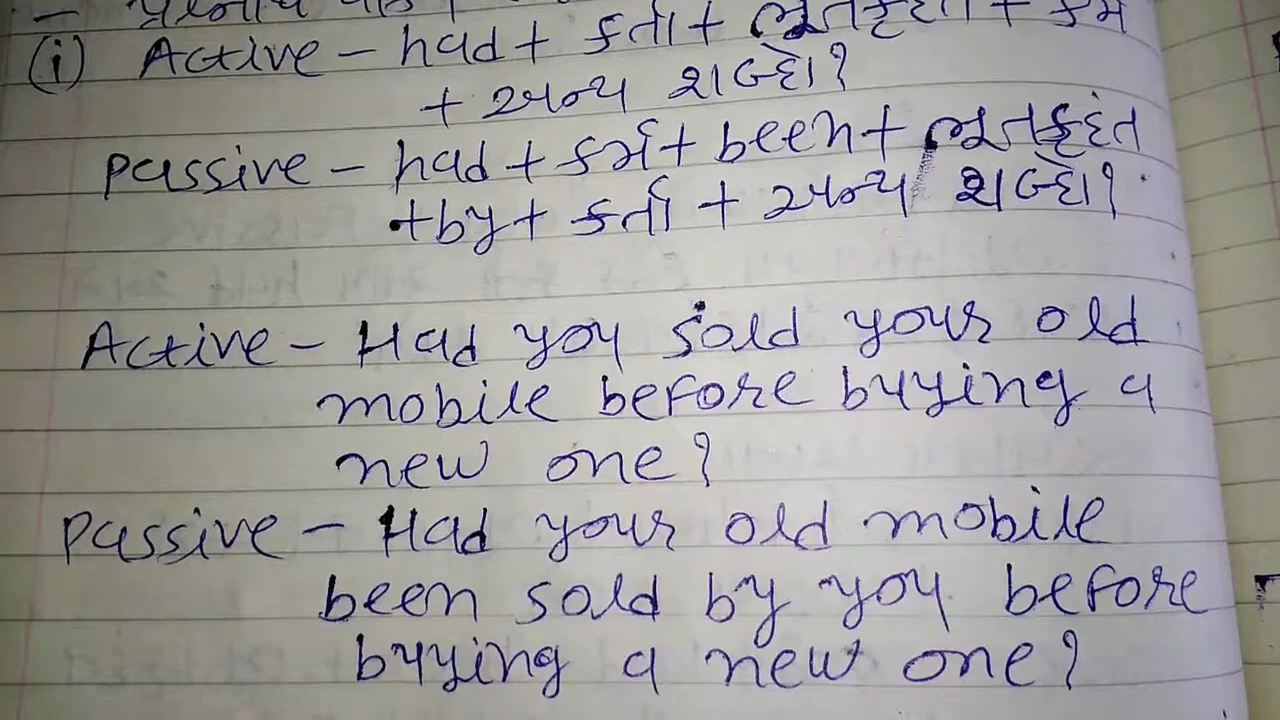 - પ્રશ્નાર્થ
(i) Active - had + કર્તા + ભૂતકૃદંત + કર્મ
+ અન્ય શબ્દો?
Passive - had + કર્મ + been + ભૂતકૃદંત
+ by + કર્તા + અન્ય શબ્દો?
Active - Had you sold your old
mobile before buying a
new one?
Passive - Had your old mobile
been sold by you before
buying a new one?